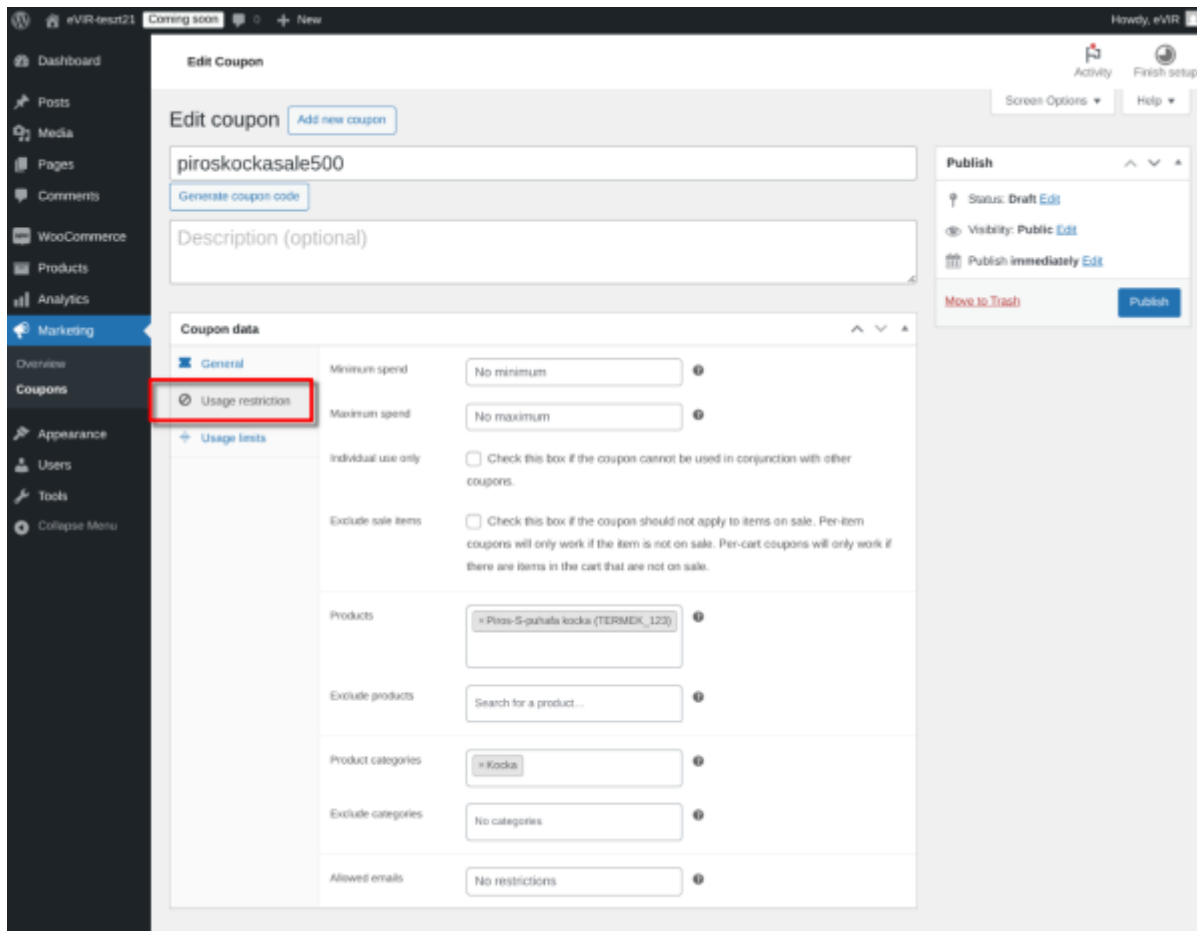 eVIR-teszt21 Coming soon 0 + New Howdy, eVIR
Dashboard
Posts
Media
Pages
Comments
WooCommerce
Products
Analytics
Marketing
Overview
Coupons
Appearance
Users
Tools
Collapse Menu
Edit Coupon
Activity
Finish setup
Screen Options
Help
Edit coupon
Add new coupon
piroskockasale500
Generate coupon code
Description (optional)
Coupon data
General
Usage restriction
Usage limits
Minimum spend
No minimum
Maximum spend
No maximum
Individual use only
Check this box if the coupon cannot be used in conjunction with other
coupons.
Exclude sale items
Check this box if the coupon should not apply to items on sale. Per-item
coupons will only work if the item is not on sale. Per-cart coupons will only work if
there are items in the cart that are not on sale.
Products
× Piros-S-puhafa kocka (TERMEK_123)
Exclude products
Search for a product…
Product categories
× Kocka
Exclude categories
No categories
Allowed emails
No restrictions
Publish
Status: Draft Edit
Visibility: Public Edit
Publish immediately Edit
Move to Trash
Publish